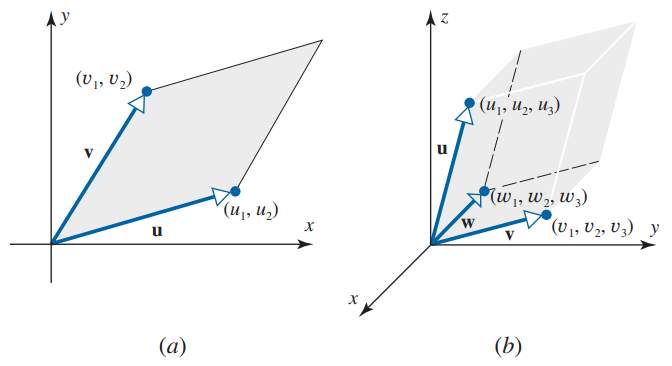 y
(v₁, v₂)
v
(u₁, u₂)
u
x
(a)
z
(u₁, u₂, u₃)
u
(w₁, w₂, w₃)
w
v
(v₁, v₂, v₃)
y
x
(b)